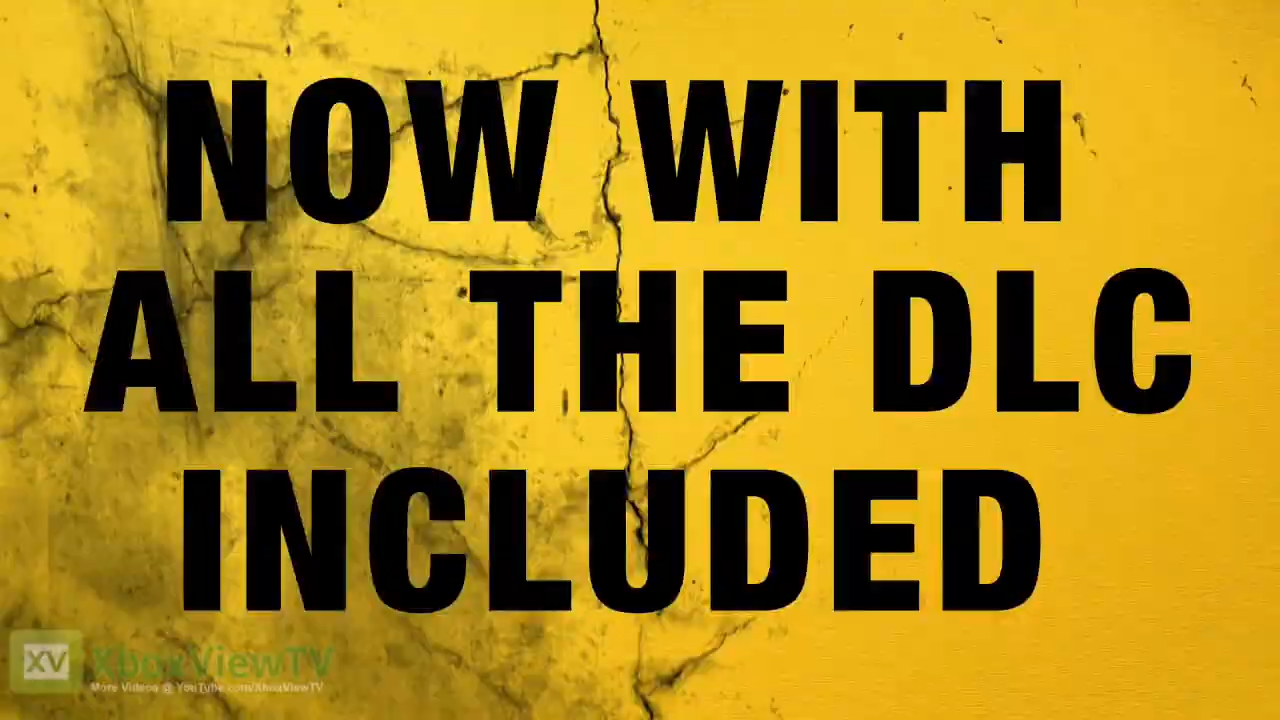 NOW WITH
ALL THE DLC
INCLUDED
XV XboxViewTV
More Videos @ YouTube.com/XboxViewTV